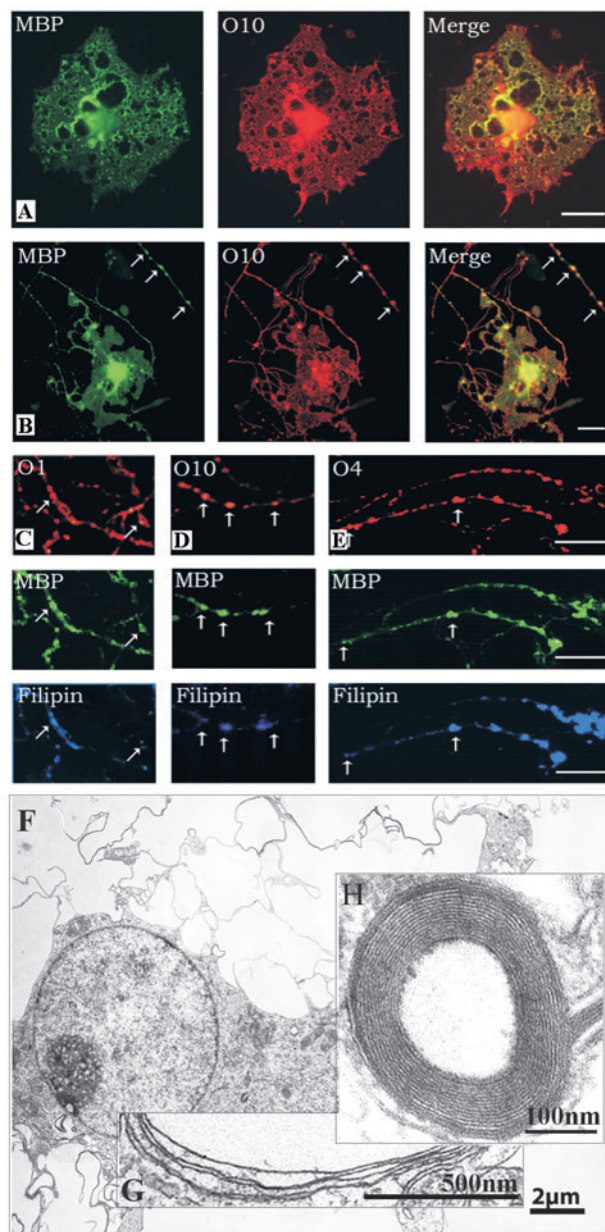 MBP O10 Merge
A
MBP O10 Merge
B
O1 O10 O4
C D E
MBP MBP MBP
Filipin Filipin Filipin
F
H
100nm
G 500nm
2µm